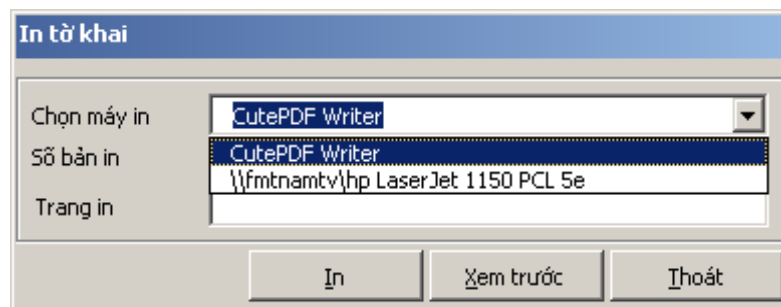 In tờ khai
Chọn máy in
CutePDF Writer
Số bản in
CutePDF Writer
\\fmtnamtv\hp LaserJet 1150 PCL 5e
Trang in
In
Xem trước
Thoát